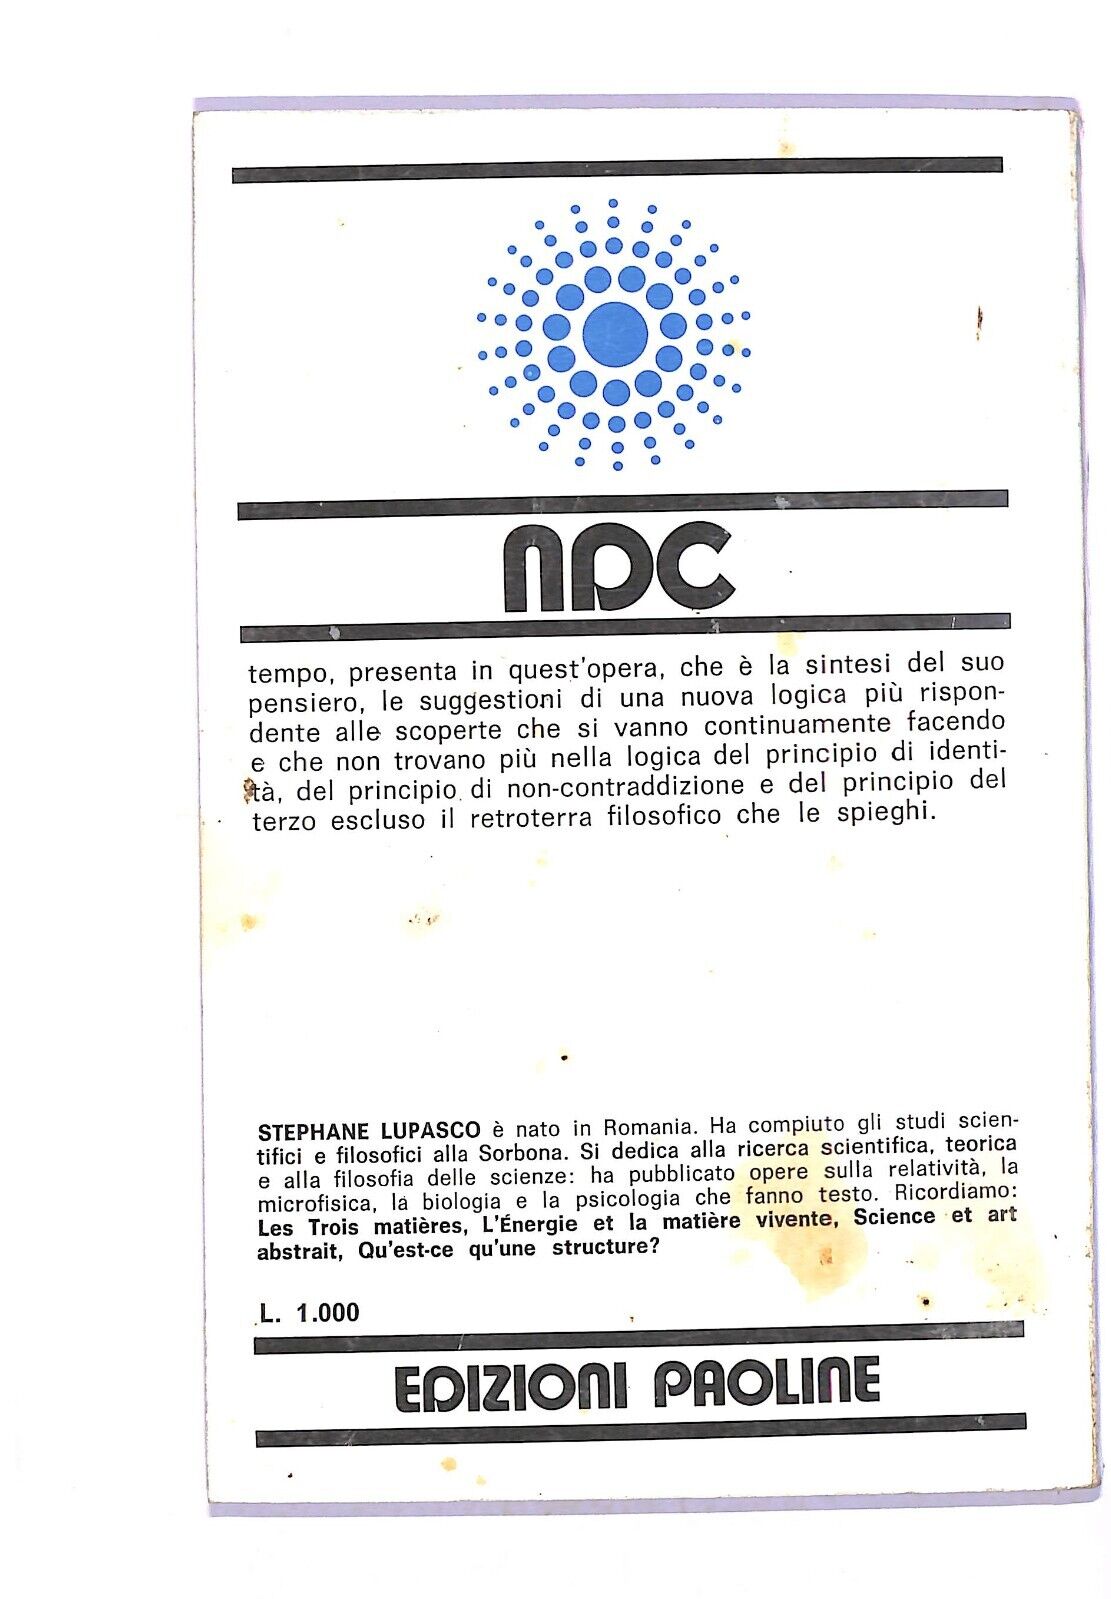 NPC
tempo, presenta in quest'opera, che è la sintesi del suo
pensiero, le suggestioni di una nuova logica più rispon-
dente alle scoperte che si vanno continuamente facendo
e che non trovano più nella logica del principio di identi-
tà, del principio di non-contraddizione e del principio del
terzo escluso il retroterra filosofico che le spieghi.
STEPHANE LUPASCO è nato in Romania. Ha compiuto gli studi scien-
tifici e filosofici alla Sorbona. Si dedica alla ricerca scientifica, teorica
e alla filosofia delle scienze: ha pubblicato opere sulla relatività, la
microfisica, la biologia e la psicologia che fanno testo. Ricordiamo:
Les Trois matières, L'Énergie et la matière vivente, Science et art
abstrait, Qu'est-ce qu'une structure?
L. 1.000
EDIZIONI PAOLINE